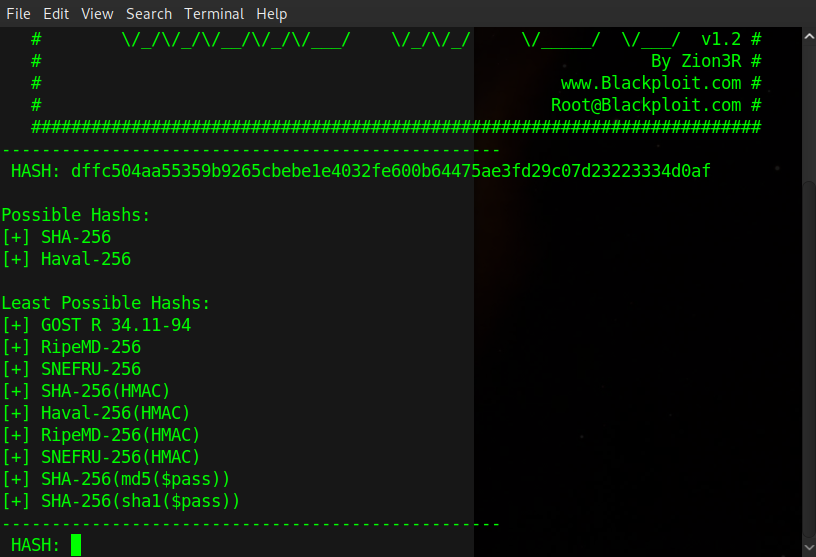 File Edit View Search Terminal Help
# \/_/\/_/\/__/\/_/\/___/ \/_/\/_/ \/_____/ \/___/ v1.2 #
# By Zion3R #
# www.Blackploit.com #
# Root@Blackploit.com #
#########################################################################
--------------------------------------------------
HASH: dffc504aa55359b9265cbebe1e4032fe600b64475ae3fd29c07d23223334d0af
Possible Hashs:
[+] SHA-256
[+] Haval-256
Least Possible Hashs:
[+] GOST R 34.11-94
[+] RipeMD-256
[+] SNEFRU-256
[+] SHA-256(HMAC)
[+] Haval-256(HMAC)
[+] RipeMD-256(HMAC)
[+] SNEFRU-256(HMAC)
[+] SHA-256(md5($pass))
[+] SHA-256(sha1($pass))
--------------------------------------------------
HASH: